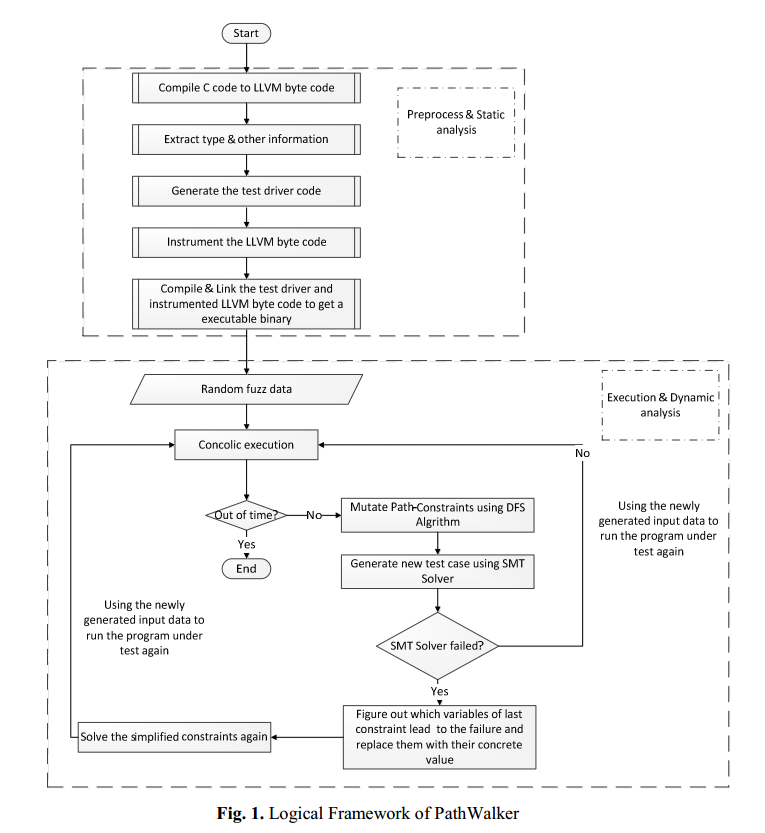 Start
Compile C code to LLVM byte code
Preprocess & Static
analysis
Extract type & other information
Generate the test driver code
Instrument the LLVM byte code
Compile & Link the test driver and
instrumented LLVM byte code to get a
executable binary
Random fuzz data
Execution & Dynamic
analysis
Concolic execution
No
Out of time?
No
Mutate Path-Constraints using DFS
Algrithm
Using the newly
generated input data to
run the program under
test again
Yes
End
Generate new test case using SMT
Solver
Using the newly
generated input data to
run the program under
test again
SMT Solver failed?
Yes
Figure out which variables of last
constraint lead to the failure and
replace them with their concrete
value
Solve the simplified constraints again
Fig. 1. Logical Framework of PathWalker